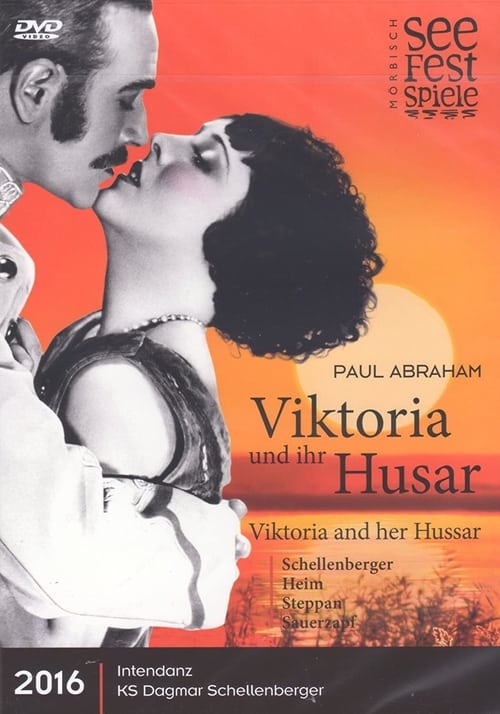 DVD
VIDEO
MÖRBISCH
SEE
FEST
SPIELE
PAUL ABRAHAM
Viktoria
und ihr
Husar
Viktoria and her Hussar
Schellenberger
Heim
Steppan
Sauerzapf
2016
Intendanz
KS Dagmar Schellenberger